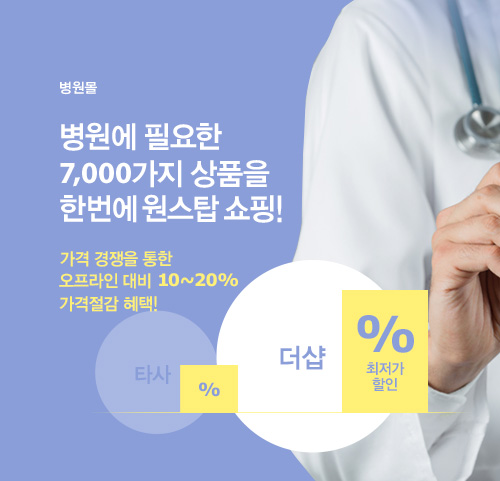 병원몰
병원에 필요한
7,000가지 상품을
한번에 원스탑 쇼핑!
가격 경쟁을 통한
오프라인 대비 10~20%
가격절감 혜택!
타사
%
더샵
%
최저가
할인